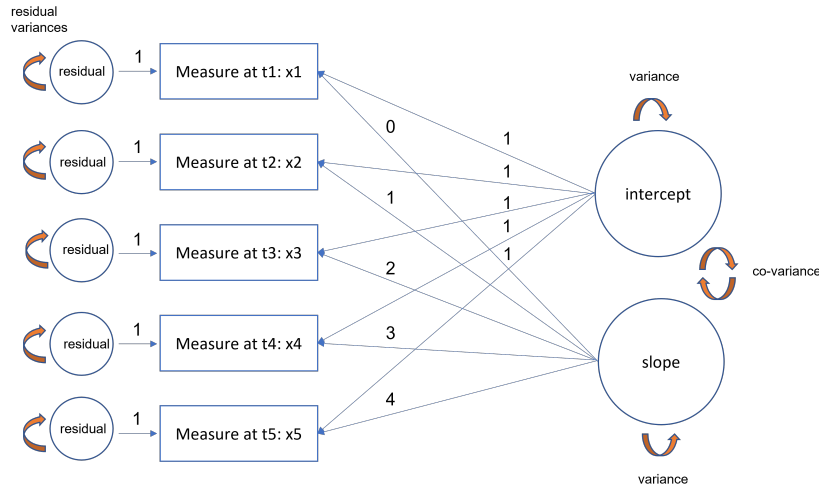 residual
variances
residual
1
Measure at t1: x1
residual
1
Measure at t2: x2
residual
1
Measure at t3: x3
residual
1
Measure at t4: x4
residual
1
Measure at t5: x5
0
1
2
3
4
1
1
1
1
1
variance
intercept
co-variance
slope
variance